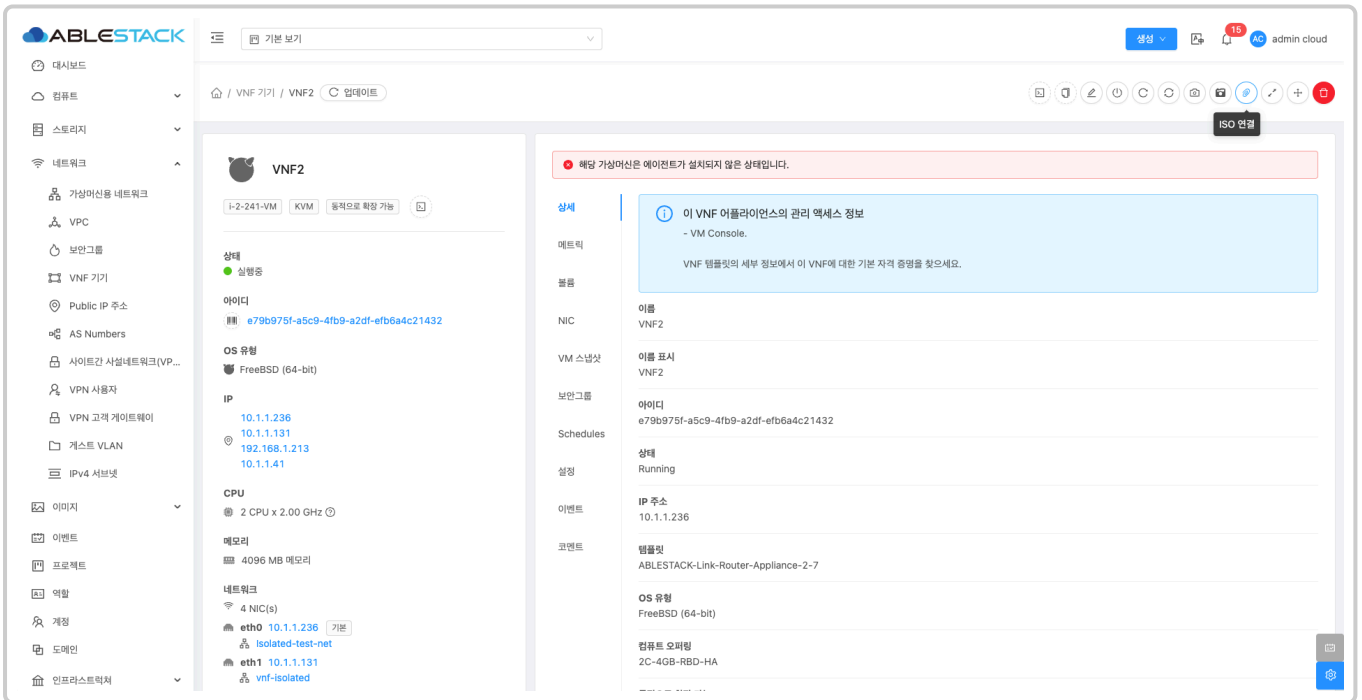 ABLESTACK
기본 보기
생성
15
AC
admin cloud
대시보드
컴퓨트
스토리지
네트워크
가상머신용 네트워크
VPC
보안그룹
VNF 기기
Public IP 주소
AS Numbers
사이트간 사설네트워크(VP...
VPN 사용자
VPN 고객 게이트웨이
게스트 VLAN
IPv4 서브넷
이미지
이벤트
프로젝트
역할
계정
도메인
인프라스트럭쳐
/ VNF 기기 / VNF2 업데이트
ISO 연결
VNF2
i-2-241-VM KVM 동적으로 확장 가능
상태
실행중
아이디
e79b975f-a5c9-4fb9-a2df-efb6a4c21432
OS 유형
FreeBSD (64-bit)
IP
10.1.1.236
10.1.1.131
192.168.1.213
10.1.1.41
CPU
2 CPU x 2.00 GHz
메모리
4096 MB 메모리
네트워크
4 NIC(s)
eth0 10.1.1.236 기본
Isolated-test-net
eth1 10.1.1.131
vnf-isolated
해당 가상머신은 에이전트가 설치되지 않은 상태입니다.
상세
메트릭
볼륨
NIC
VM 스냅샷
보안그룹
Schedules
설정
이벤트
코멘트
이 VNF 어플라이언스의 관리 액세스 정보
- VM Console.
VNF 템플릿의 세부 정보에서 이 VNF에 대한 기본 자격 증명을 찾으세요.
이름
VNF2
이름 표시
VNF2
아이디
e79b975f-a5c9-4fb9-a2df-efb6a4c21432
상태
Running
IP 주소
10.1.1.236
템플릿
ABLESTACK-Link-Router-Appliance-2-7
OS 유형
FreeBSD (64-bit)
컴퓨트 오퍼링
2C-4GB-RBD-HA